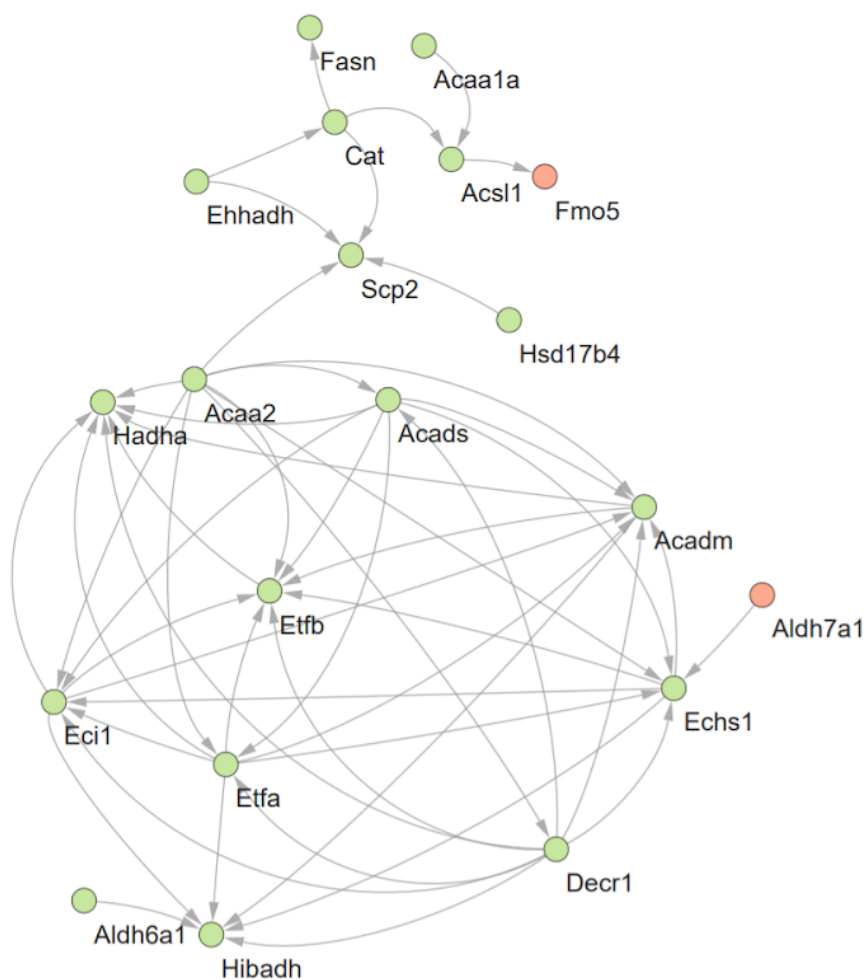 Fasn
Acaa1a
Cat
Acsl1
Fmo5
Ehhadh
Scp2
Hsd17b4
Acaa2
Hadha
Acads
Acadm
Etfb
Aldh7a1
Eci1
Echs1
Etfa
Decr1
Aldh6a1
Hibadh